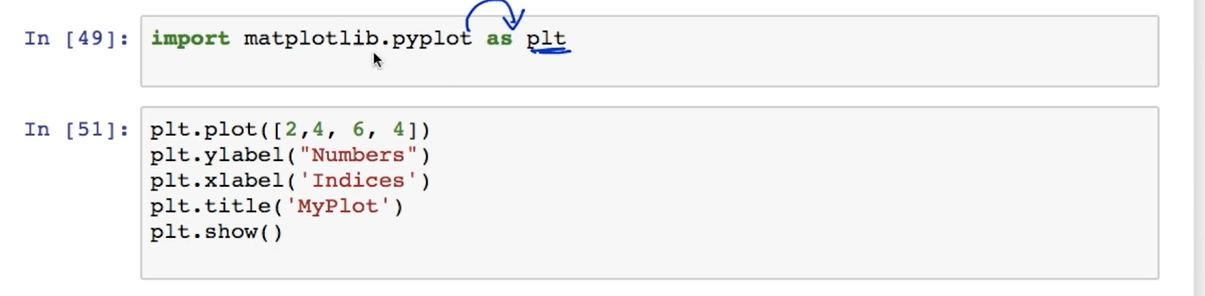 In [49]: import matplotlib.pyplot as plt
In [51]: plt.plot([2,4, 6, 4])
plt.ylabel("Numbers")
plt.xlabel('Indices')
plt.title('MyPlot')
plt.show()